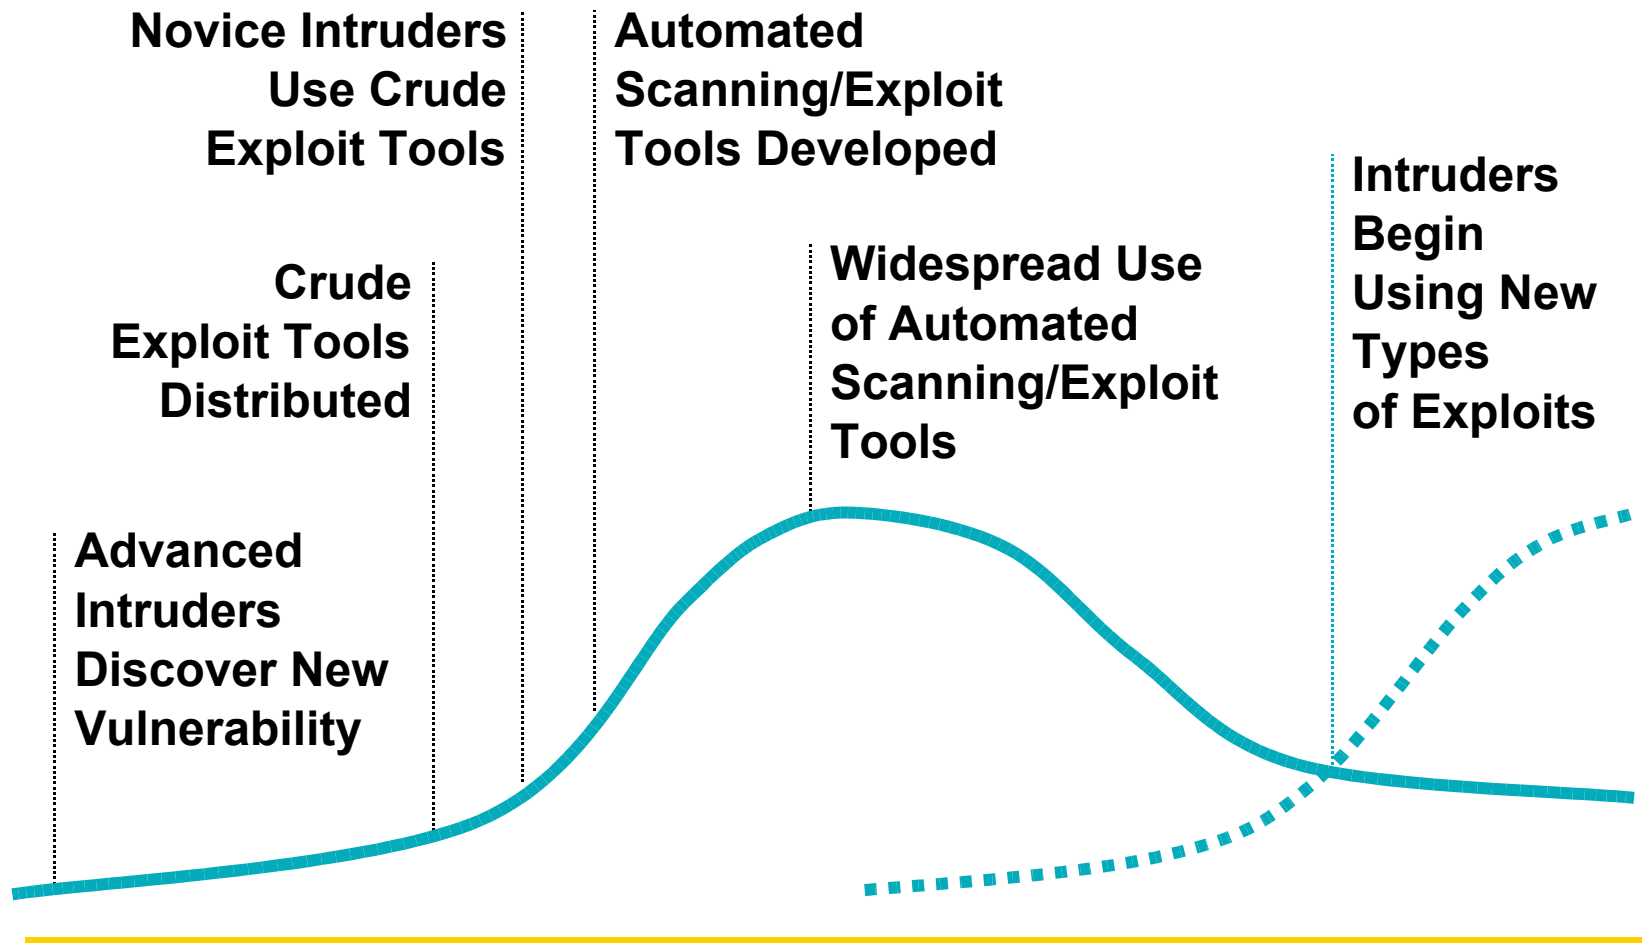 Novice Intruders
Use Crude
Exploit Tools
Automated
Scanning/Exploit
Tools Developed
Intruders
Begin
Using New
Types
of Exploits
Crude
Exploit Tools
Distributed
Widespread Use
of Automated
Scanning/Exploit
Tools
Advanced
Intruders
Discover New
Vulnerability